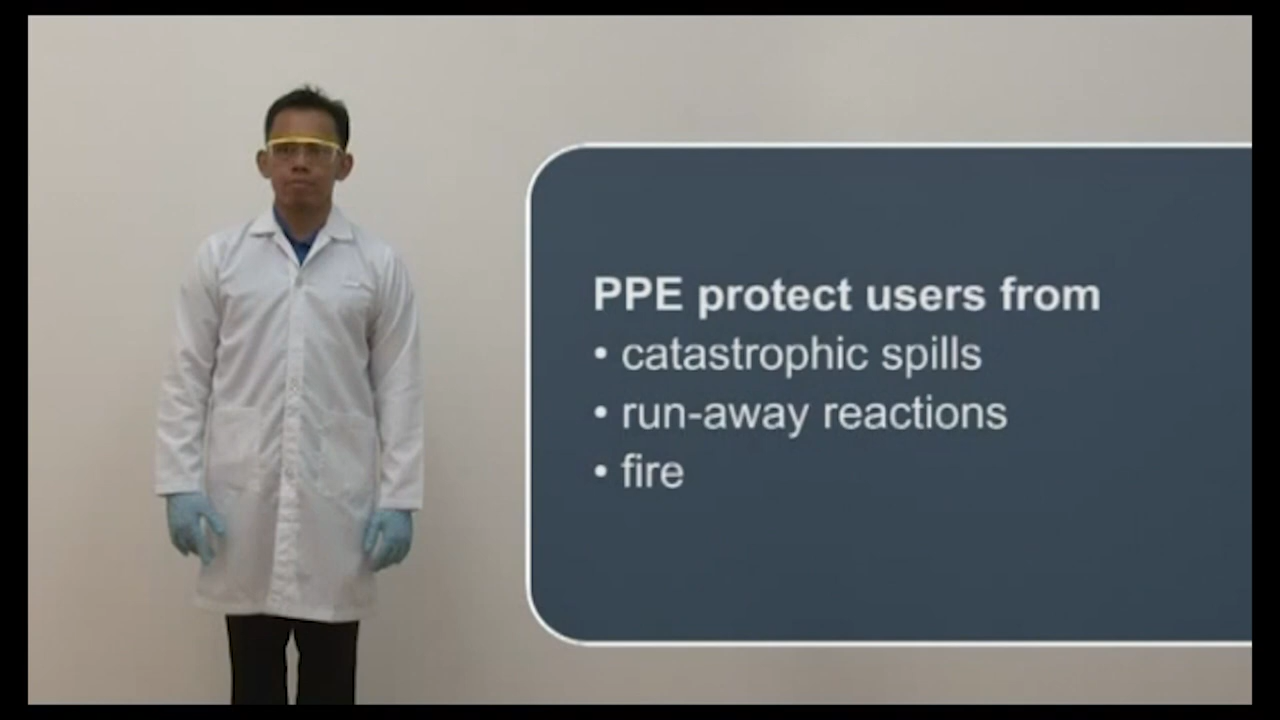 PPE protect users from
• catastrophic spills
• run-away reactions
• fire